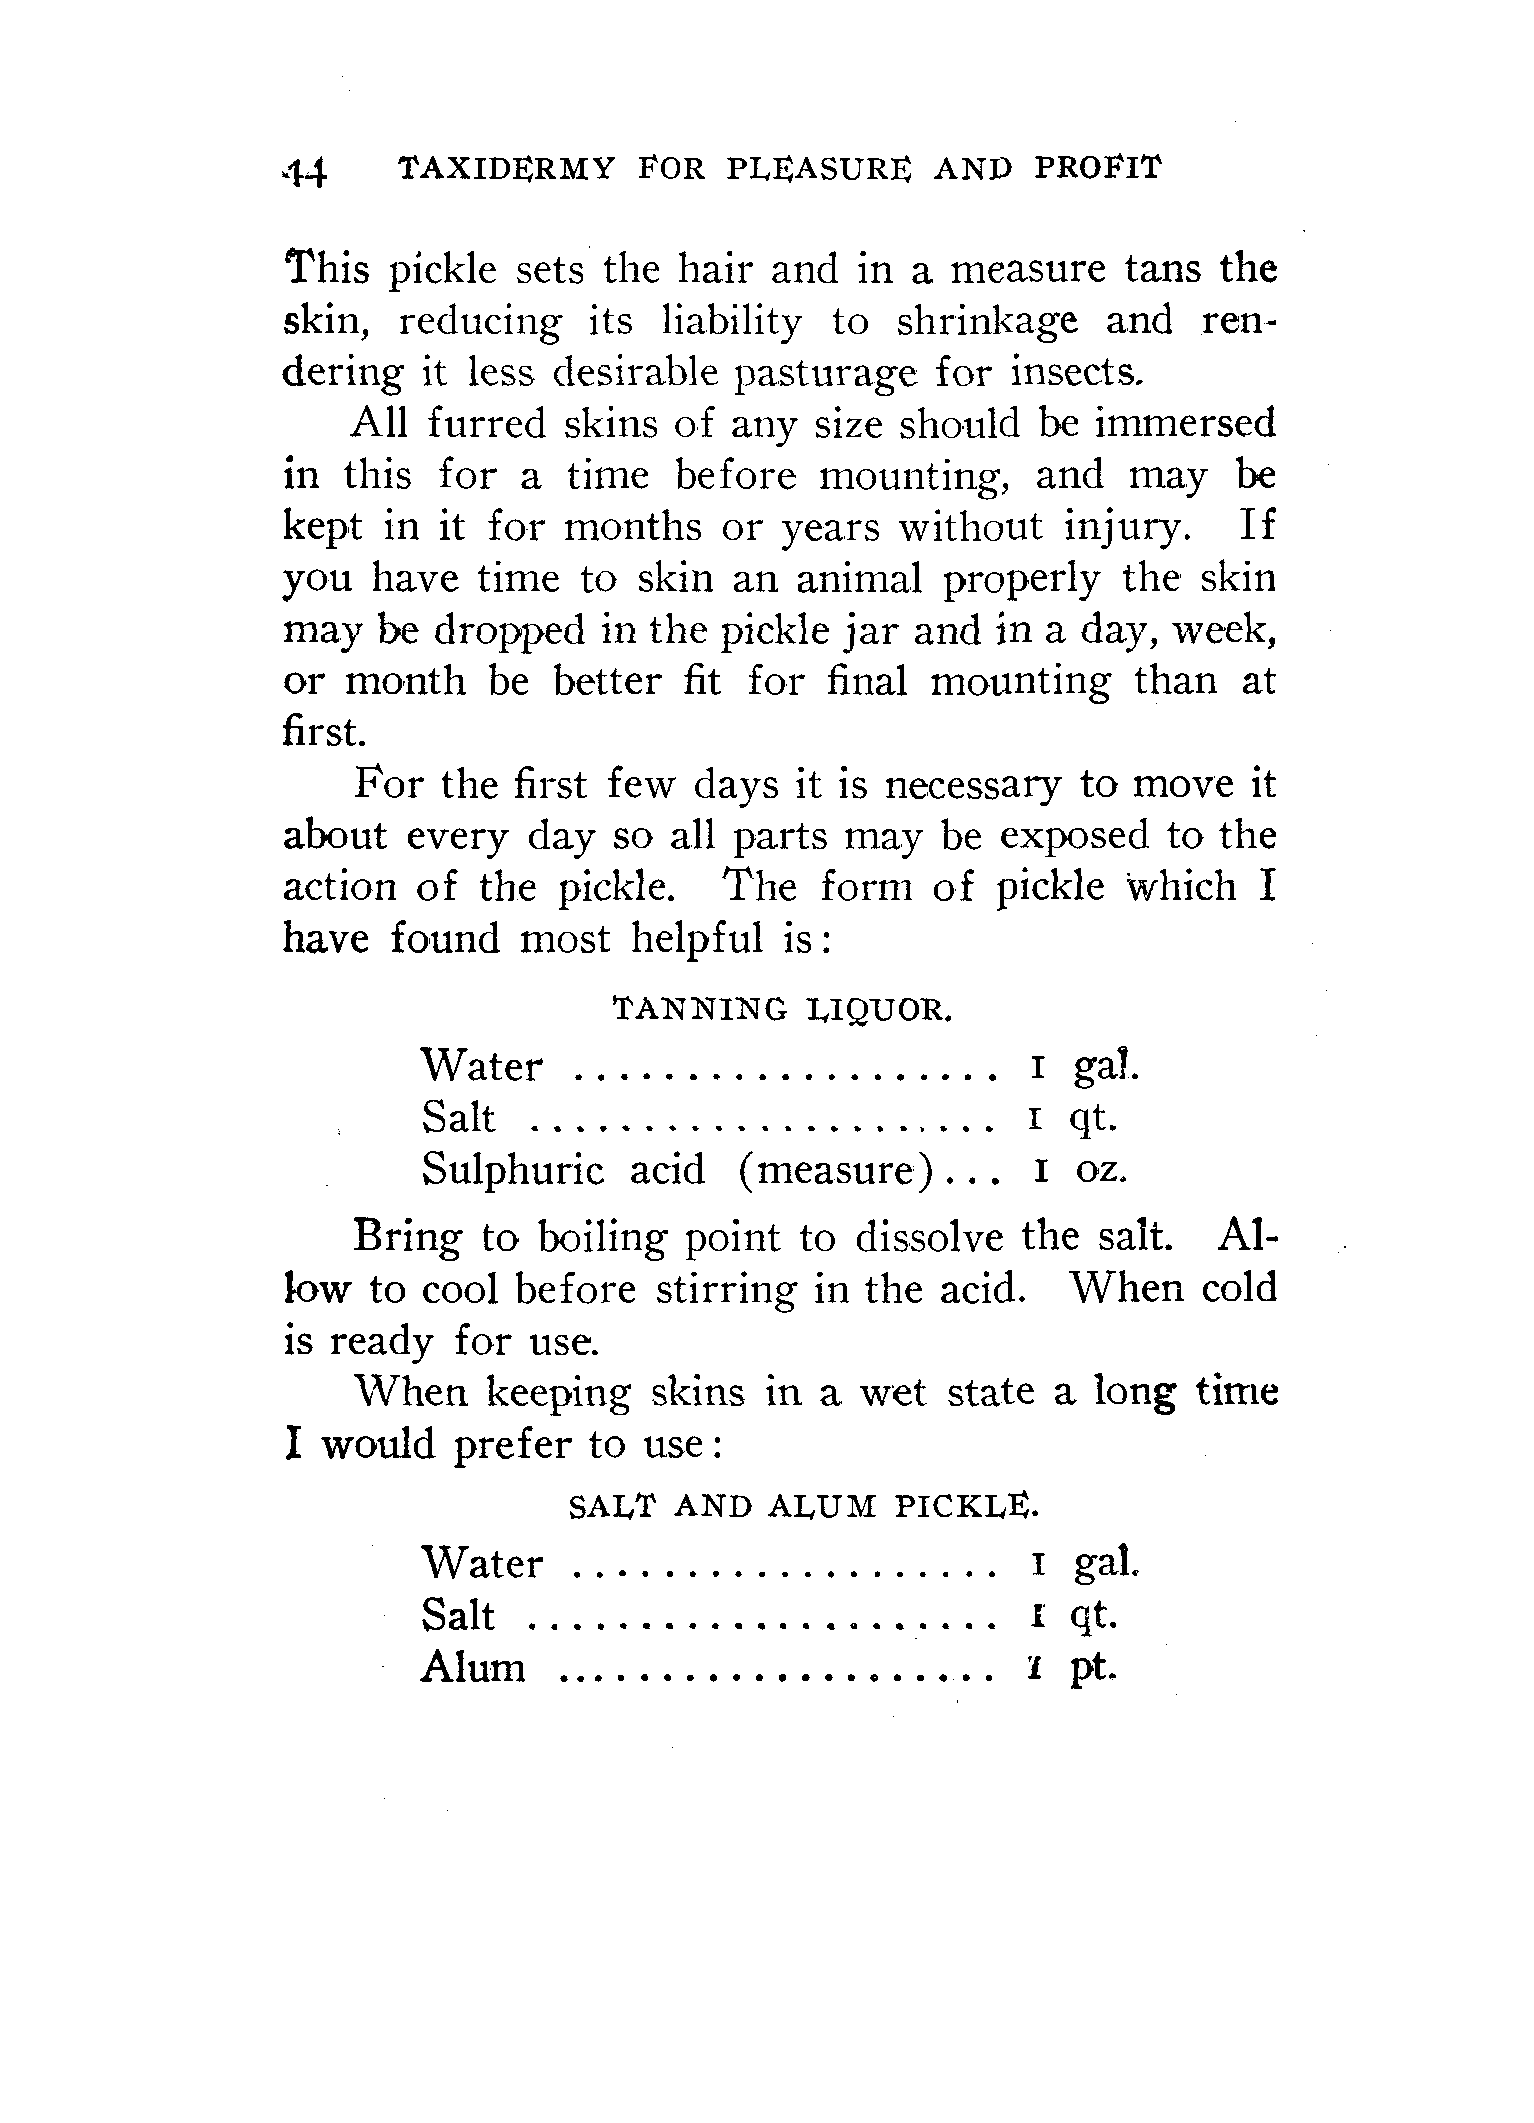 44 TAXIDERMY FOR PLEASURE AND PROFIT
This pickle sets the hair and in a measure tans the
skin, reducing its liability to shrinkage and ren-
dering it less desirable pasturage for insects.
All furred skins of any size should be immersed
in this for a time before mounting, and may be
kept in it for months or years without injury. If
you have time to skin an animal properly the skin
may be dropped in the pickle jar and in a day, week,
or month be better fit for final mounting than at
first.
For the first few days it is necessary to move it
about every day so all parts may be exposed to the
action of the pickle. The form of pickle which I
have found most helpful is:
TANNING LIQUOR.
Water ................... 1 gal.
Salt ..................... 1 qt.
Sulphuric acid (measure)... 1 oz.
Bring to boiling point to dissolve the salt. Al-
low to cool before stirring in the acid. When cold
is ready for use.
When keeping skins in a wet state a long time
I would prefer to use:
SALT AND ALUM PICKLE.
Water ................... 1 gal.
Salt ..................... 1 qt.
Alum ................... 1 pt.